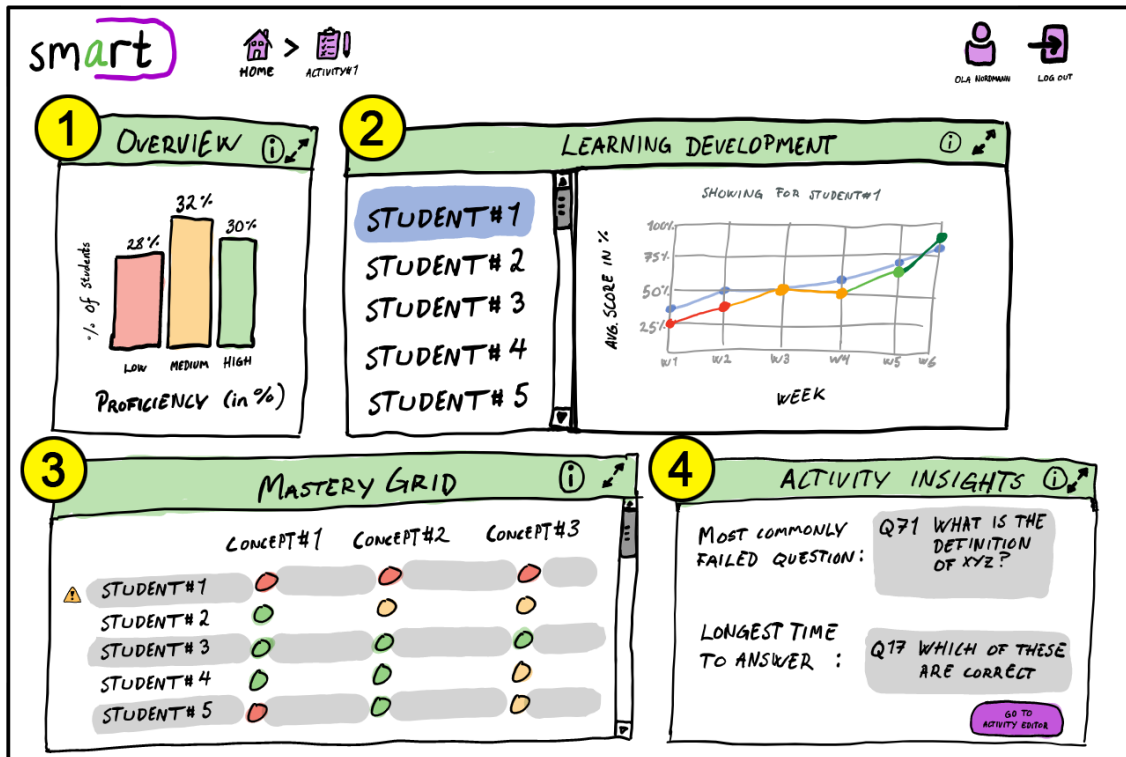 smart
HOME
>
ACTIVITY#1
OLA NORDMANN
LOG OUT
1
OVERVIEW
i
% of students
28%
32%
30%
LOW
MEDIUM
HIGH
PROFICIENCY (in %)
2
LEARNING DEVELOPMENT
i
STUDENT#1
STUDENT#2
STUDENT#3
STUDENT#4
STUDENT#5
SHOWING FOR STUDENT#1
AVG. SCORE IN %
100%
75%
50%
25%
W1
W2
W3
W4
W5
W6
WEEK
3
MASTERY GRID
i
CONCEPT#1
CONCEPT#2
CONCEPT#3
!
STUDENT#1
STUDENT#2
STUDENT#3
STUDENT#4
STUDENT#5
4
ACTIVITY INSIGHTS
i
MOST COMMONLY
FAILED QUESTION:
Q71 WHAT IS THE
DEFINITION
OF XYZ?
LONGEST TIME
TO ANSWER :
Q17 WHICH OF THESE
ARE CORRECT
GO TO
ACTIVITY EDITOR